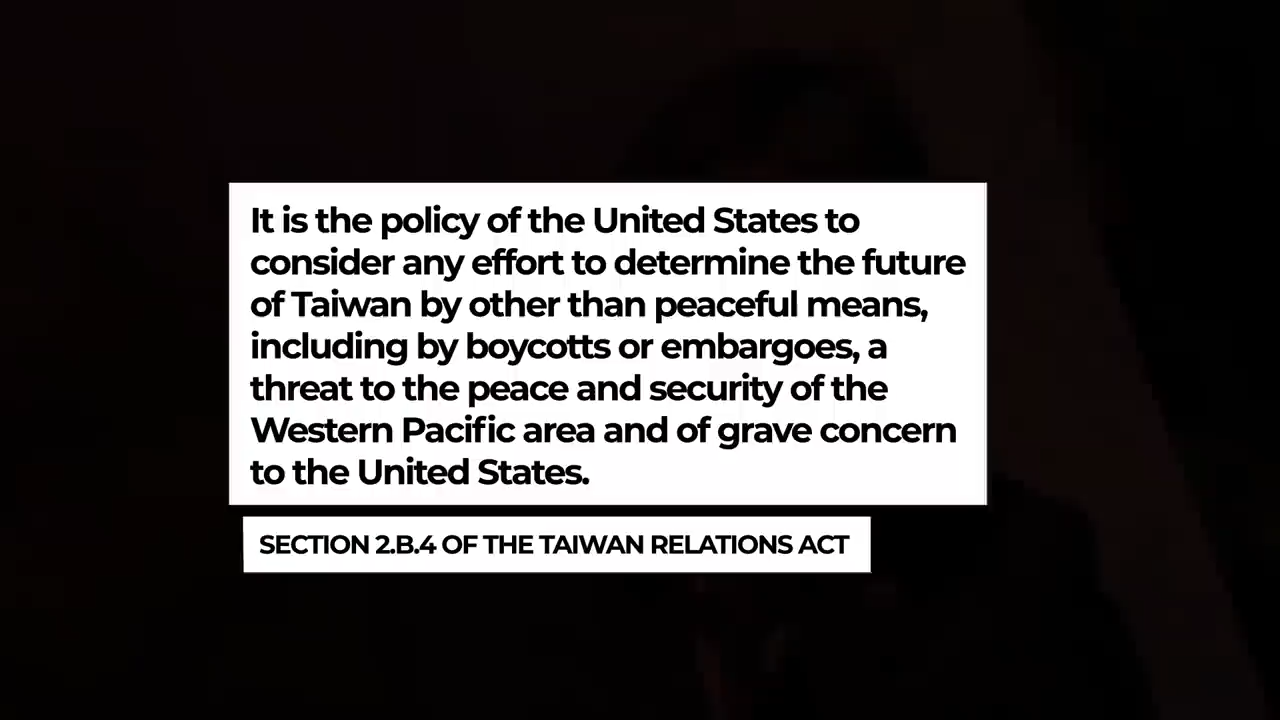 It is the policy of the United States to
consider any effort to determine the future
of Taiwan by other than peaceful means,
including by boycotts or embargoes, a
threat to the peace and security of the
Western Pacific area and of grave concern
to the United States.
SECTION 2.B.4 OF THE TAIWAN RELATIONS ACT